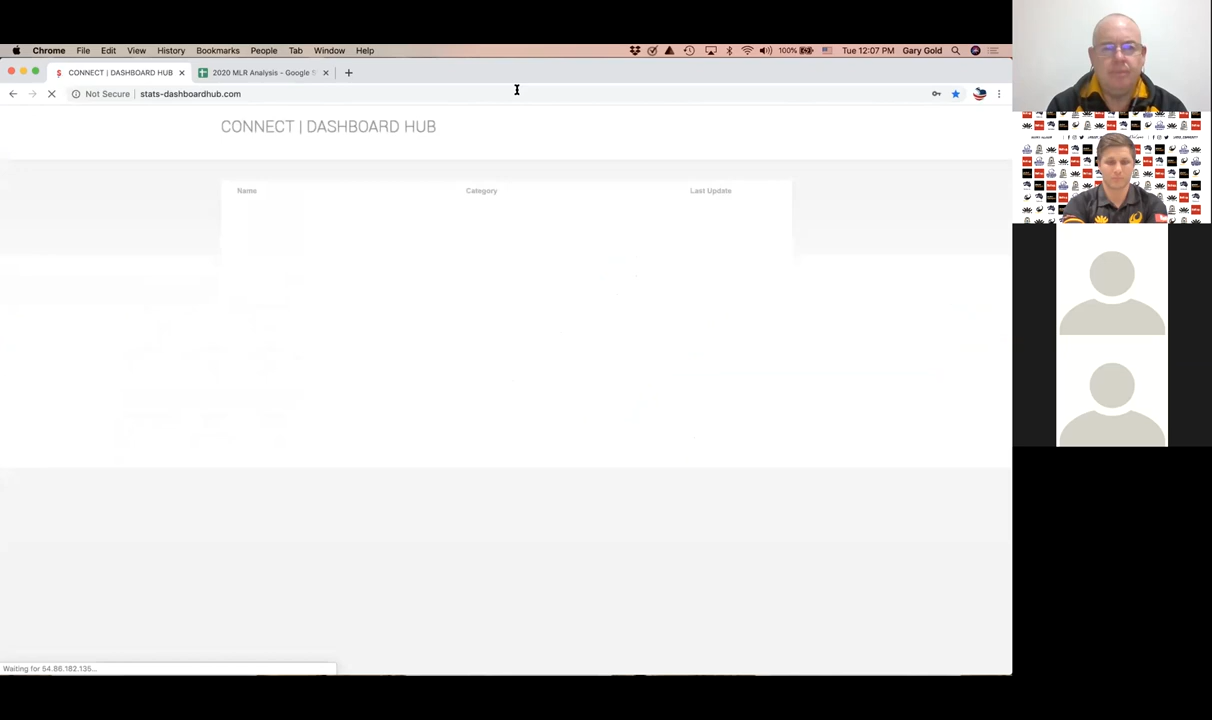 Chrome File Edit View History Bookmarks People Tab Window Help 100% Tue 12:07 PM Gary Gold
CONNECT | DASHBOARD HUB 2020 MLR Analysis - Google S
Not Secure stats-dashboardhub.com
CONNECT | DASHBOARD HUB
Name Category Last Update
Waiting for 54.86.182.135...